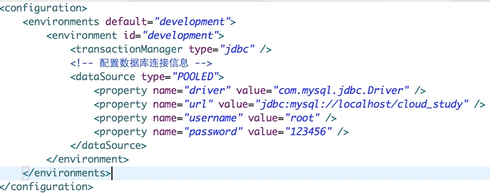 <configuration>
<environments default="development">
<environment id="development">
<transactionManager type="jdbc" />
<!-- 配置数据库连接信息 -->
<dataSource type="POOLED">
<property name="driver" value="com.mysql.jdbc.Driver" />
<property name="url" value="jdbc:mysql://localhost/cloud_study" />
<property name="username" value="root" />
<property name="password" value="123456" />
</dataSource>
</environment>
</environments>
</configuration>